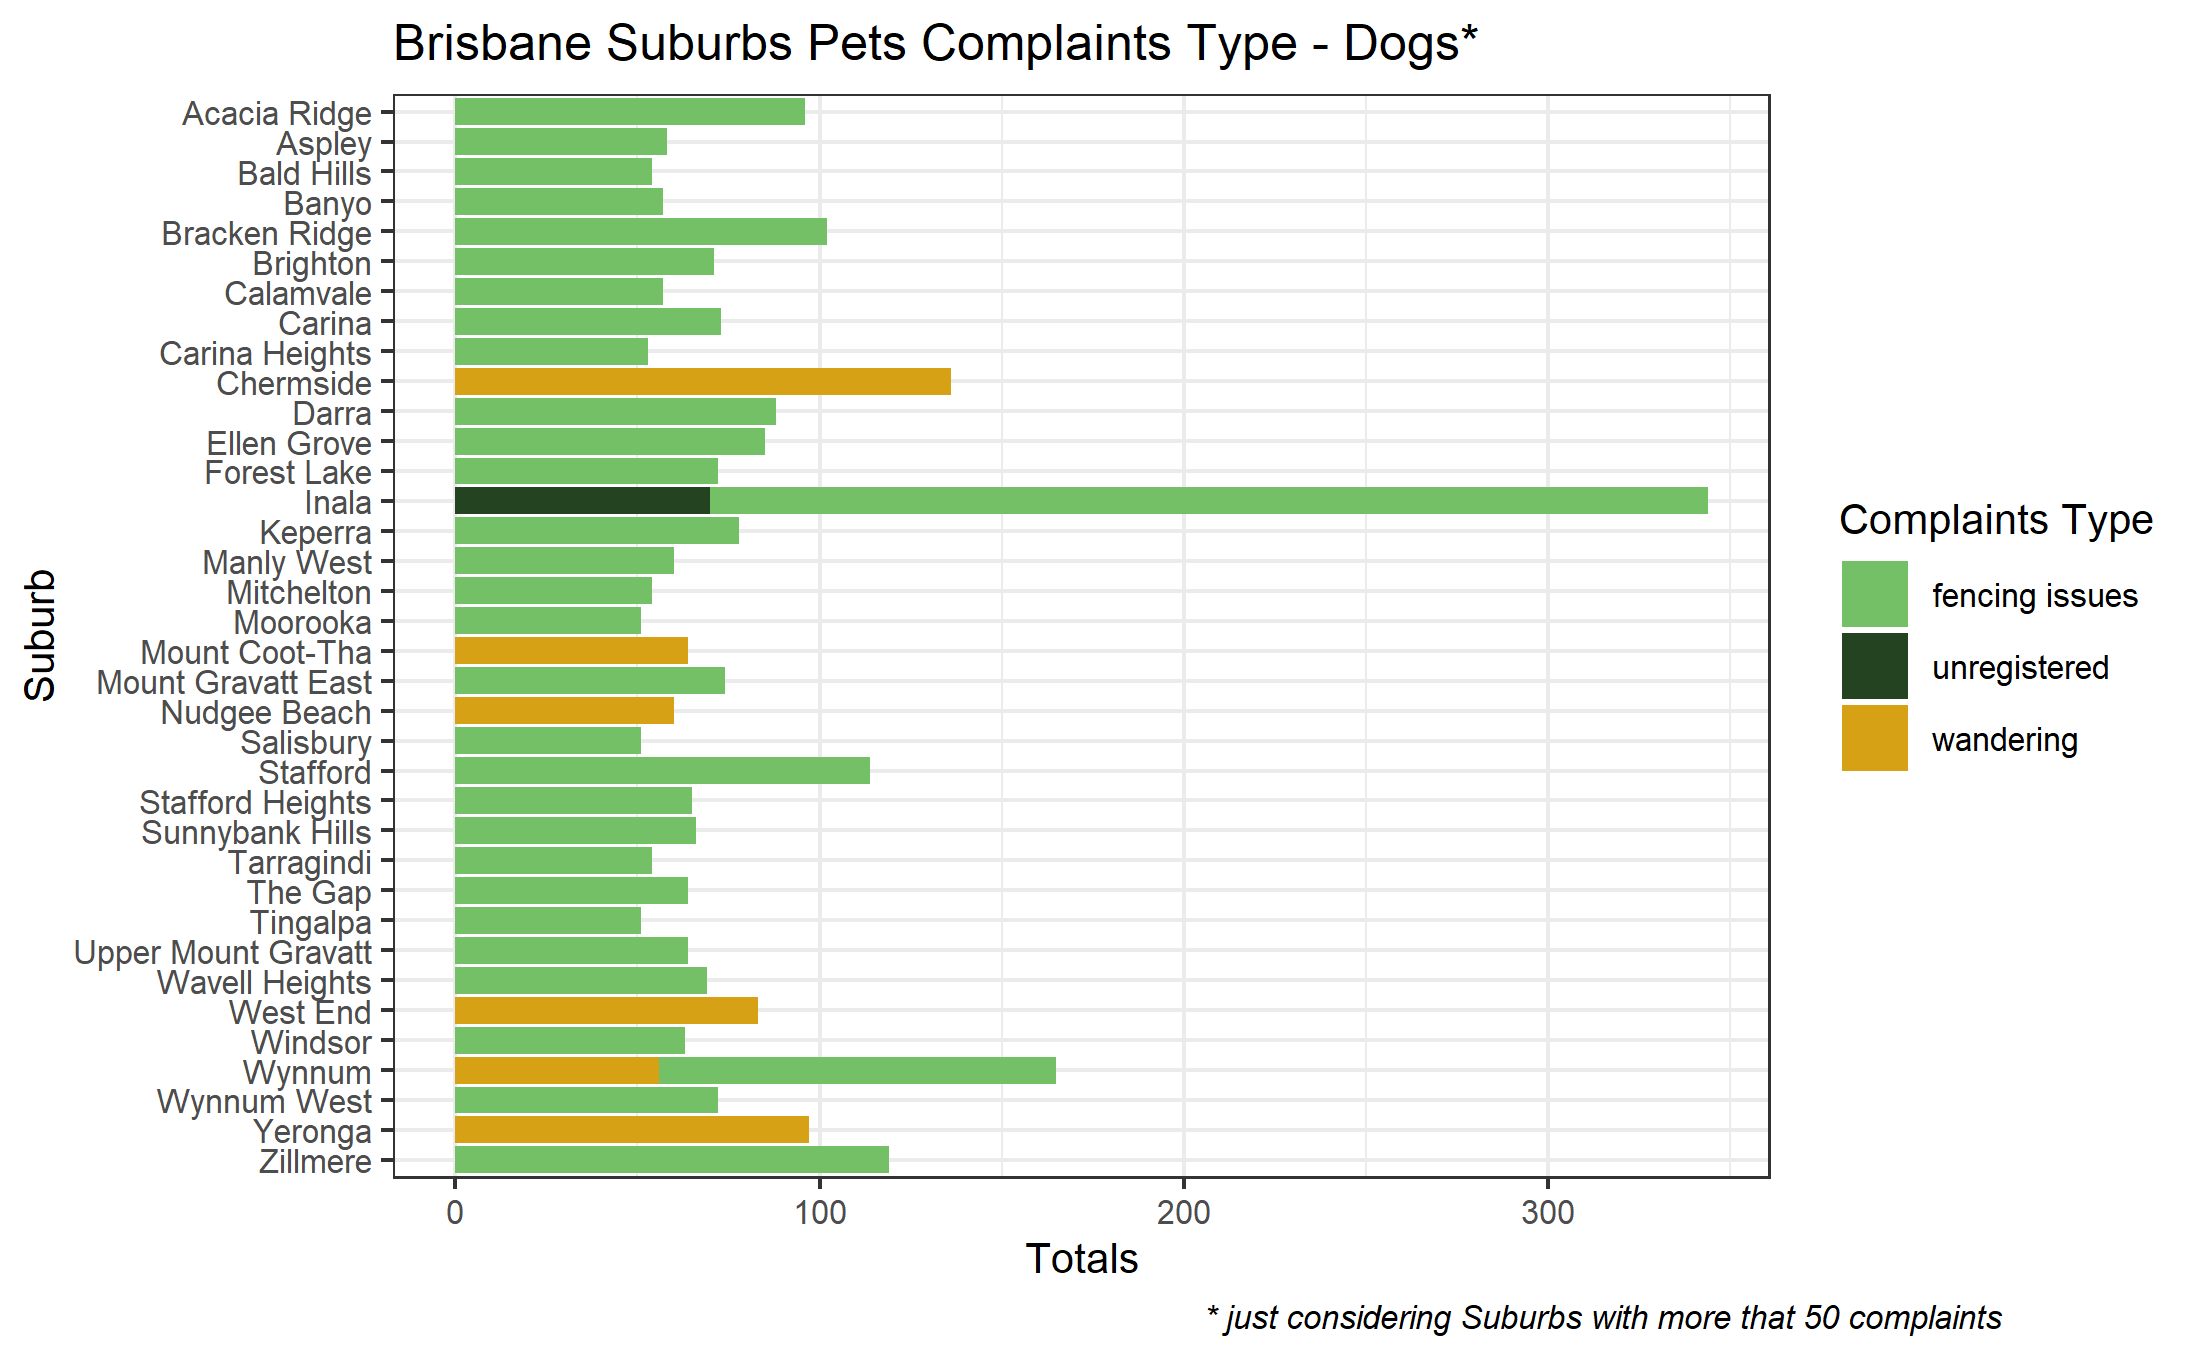 Brisbane Suburbs Pets Complaints Type - Dogs*
Acacia Ridge
Aspley
Bald Hills
Banyo
Bracken Ridge
Brighton
Calamvale
Carina
Carina Heights
Chermside
Darra
Ellen Grove
Forest Lake
Inala
Keperra
Manly West
Mitchelton
Moorooka
Mount Coot-Tha
Mount Gravatt East
Nudgee Beach
Salisbury
Stafford
Stafford Heights
Sunnybank Hills
Tarragindi
The Gap
Tingalpa
Upper Mount Gravatt
Wavell Heights
West End
Windsor
Wynnum
Wynnum West
Yeronga
Zillmere
Suburb
0 100 200 300
Totals
Complaints Type
fencing issues
unregistered
wandering
* just considering Suburbs with more that 50 complaints